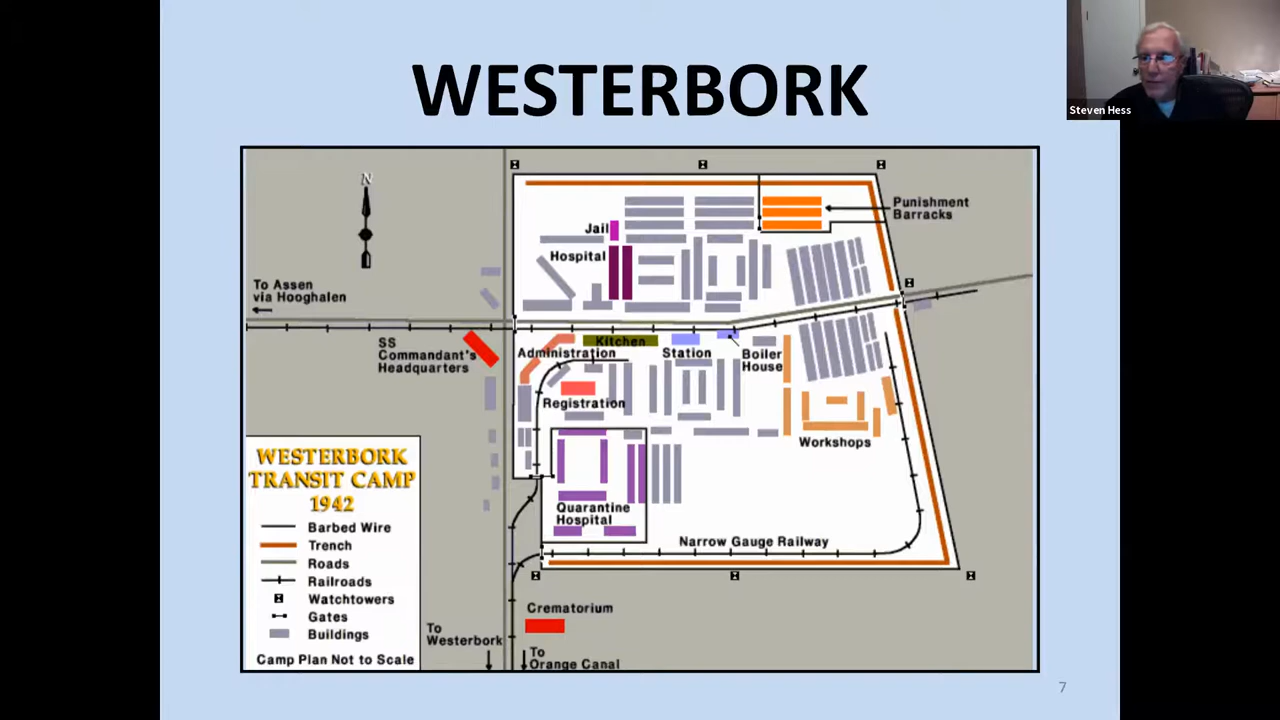 WESTERBORK
Steven Hess
N
Punishment
Barracks
Jail
Hospital
To Assen
via Hooghalen
SS
Commandant's
Headquarters
Administration
Kitchen
Station
Boiler
House
Registration
Workshops
Quarantine
Hospital
Narrow Gauge Railway
Crematorium
To
Westerbork
To
Orange Canal
WESTERBORK
TRANSIT CAMP
1942
Barbed Wire
Trench
Roads
Railroads
Watchtowers
Gates
Buildings
Camp Plan Not to Scale
7